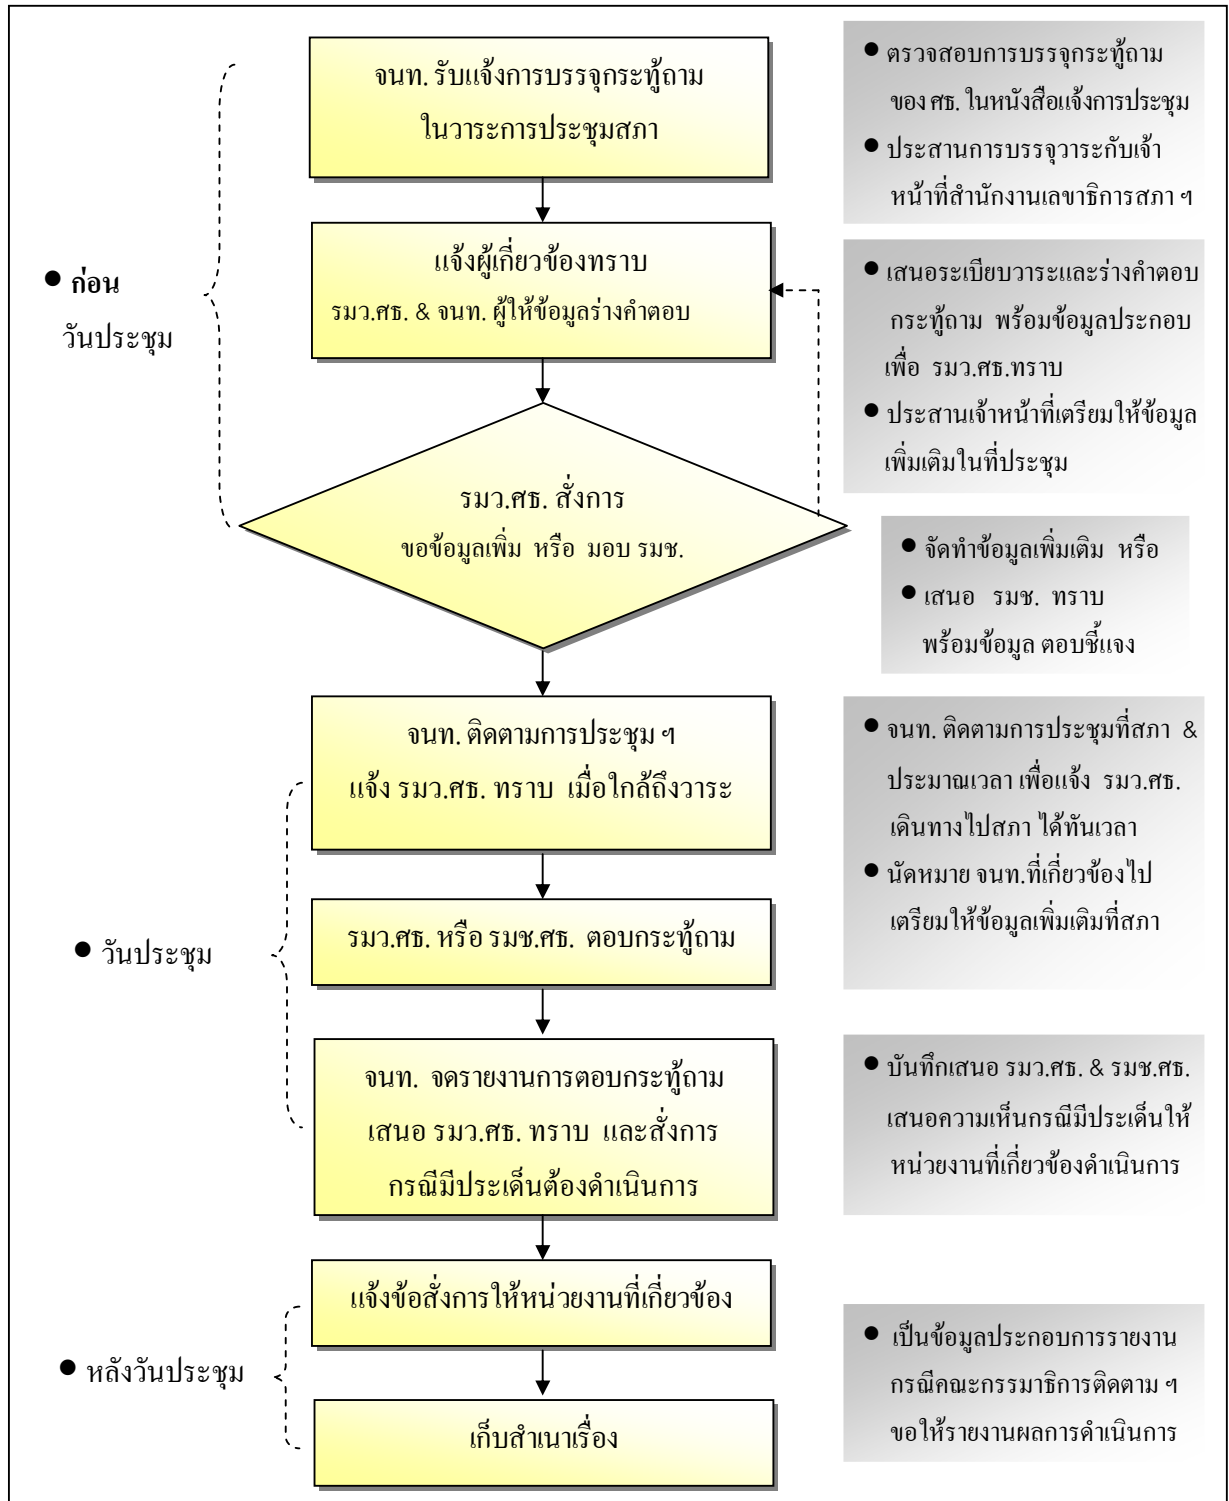 จนท. รับแจ้งการบรรจุกระทู้ถาม
ในวาระการประชุมสภา
● ตรวจสอบการบรรจุกระทู้ถาม
ของ ศธ. ในหนังสือแจ้งการประชุม
● ประสานการบรรจุวาระกับเจ้า
หน้าที่สำนักงานเลขาธิการสภา ฯ
● ก่อน
วันประชุม
แจ้งผู้เกี่ยวข้องทราบ
รมว.ศธ. & จนท. ผู้ให้ข้อมูลร่างคำตอบ
● เสนอระเบียบวาระและร่างคำตอบ
กระทู้ถาม พร้อมข้อมูลประกอบ
เพื่อ รมว.ศธ.ทราบ
● ประสานเจ้าหน้าที่เตรียมให้ข้อมูล
เพิ่มเติมในที่ประชุม
รมว.ศธ. สั่งการ
ขอข้อมูลเพิ่ม หรือ มอบ รมช.
● จัดทำข้อมูลเพิ่มเติม หรือ
● เสนอ รมช. ทราบ
พร้อมข้อมูล ตอบชี้แจง
จนท. ติดตามการประชุม ฯ
แจ้ง รมว.ศธ. ทราบ เมื่อใกล้ถึงวาระ
● จนท. ติดตามการประชุมที่สภา &
ประมาณเวลา เพื่อแจ้ง รมว.ศธ.
เดินทางไปสภา ได้ทันเวลา
● นัดหมาย จนท.ที่เกี่ยวข้องไป
เตรียมให้ข้อมูลเพิ่มเติมที่สภา
● วันประชุม
รมว.ศธ. หรือ รมช.ศธ. ตอบกระทู้ถาม
จนท. จดรายงานการตอบกระทู้ถาม
เสนอ รมว.ศธ. ทราบ และสั่งการ
กรณีมีประเด็นต้องดำเนินการ
● บันทึกเสนอ รมว.ศธ. & รมช.ศธ.
เสนอความเห็นกรณีมีประเด็นให้
หน่วยงานที่เกี่ยวข้องดำเนินการ
● หลังวันประชุม
แจ้งข้อสั่งการให้หน่วยงานที่เกี่ยวข้อง
เก็บสำเนาเรื่อง
● เป็นข้อมูลประกอบการรายงาน
กรณีคณะกรรมาธิการติดตาม ฯ
ขอให้รายงานผลการดำเนินการ